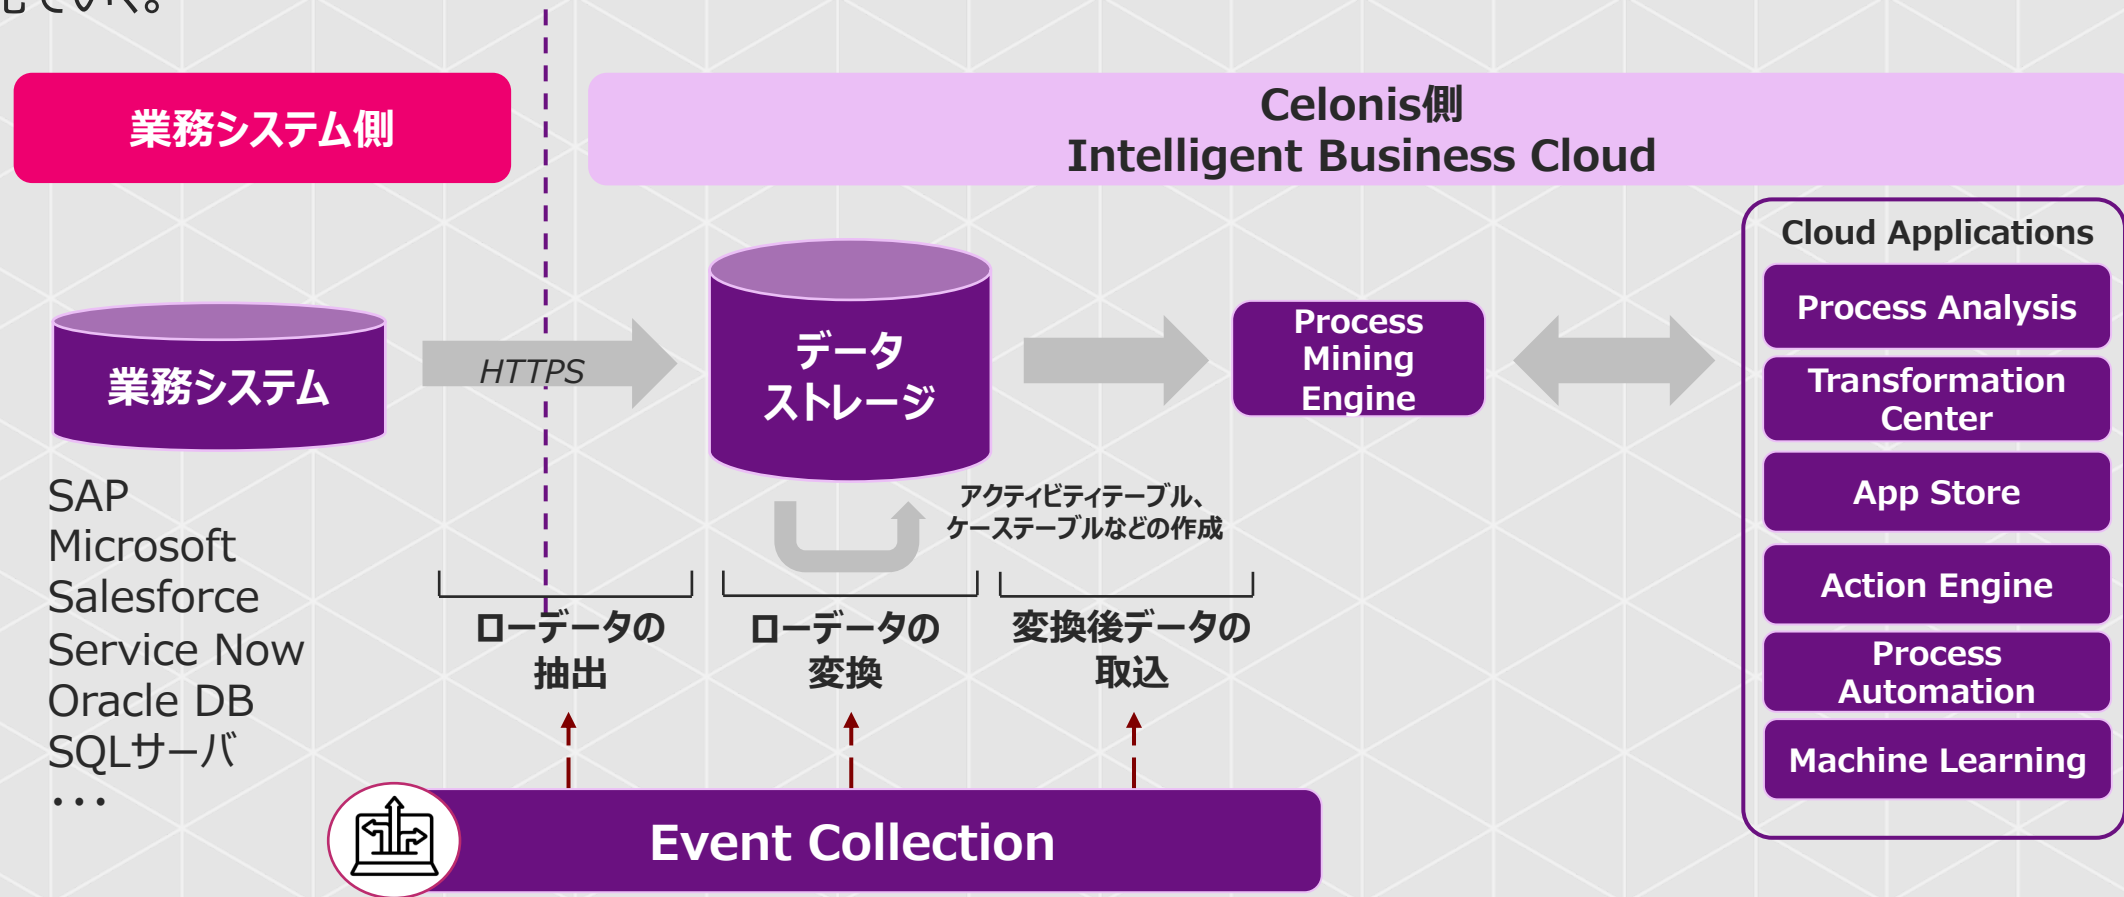 していく。
業務システム側
Celonis側
Intelligent Business Cloud
業務システム
HTTPS
データ
ストレージ
Process
Mining
Engine
Cloud Applications
Process Analysis
Transformation
Center
App Store
Action Engine
Process
Automation
Machine Learning
SAP
Microsoft
Salesforce
Service Now
Oracle DB
SQLサーバ
・・・
アクティビティテーブル、
ケーステーブルなどの作成
ローデータの
抽出
ローデータの
変換
変換後データの
取込
Event Collection